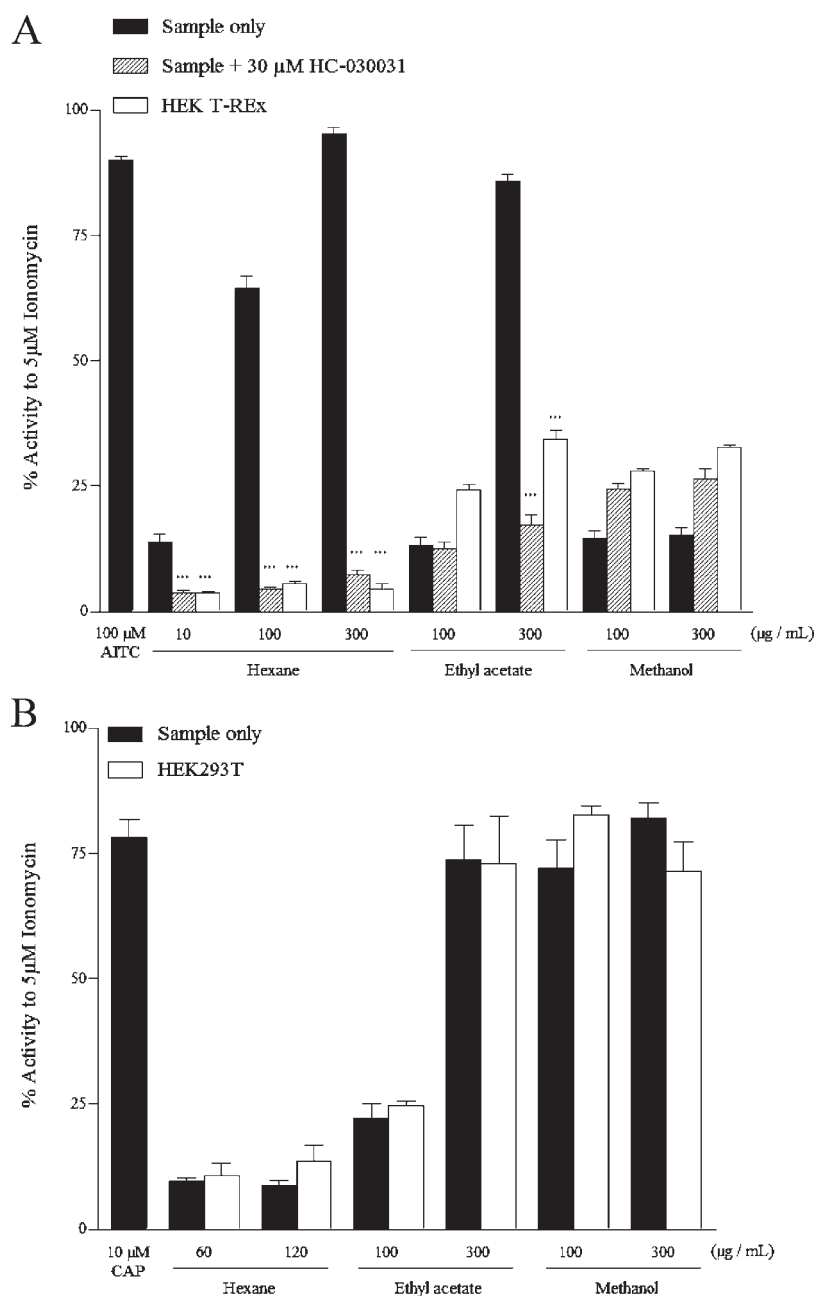 A
Sample only
Sample + 30 μM HC-030031
HEK T-REx
% Activity to 5μM Ionomycin
100
75
50
25
0
*** *** *** *** *** *** *** ***
100 μM AITC
10 100 300 100 300 100 300 (μg / mL)
Hexane Ethyl acetate Methanol
B
Sample only
HEK293T
% Activity to 5μM Ionomycin
100
75
50
25
0
10 μM CAP
60 120 100 300 100 300 (μg / mL)
Hexane Ethyl acetate Methanol